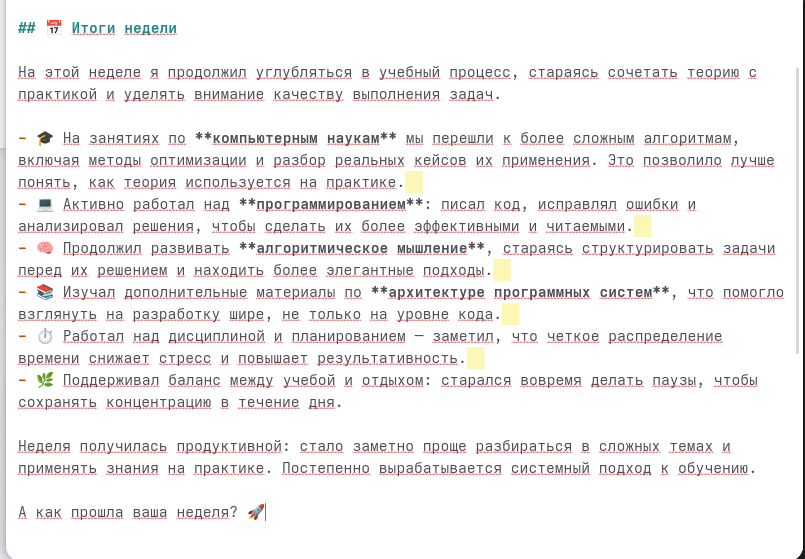 ## 📅 Итоги недели
На этой неделе я продолжил углубляться в учебный процесс, стараясь сочетать теорию с
практикой и уделять внимание качеству выполнения задач.
- 🎓 На занятиях по **компьютерным наукам** мы перешли к более сложным алгоритмам,
включая методы оптимизации и разбор реальных кейсов их применения. Это позволило лучше
понять, как теория используется на практике.
- 💻 Активно работал над **программированием**: писал код, исправлял ошибки и
анализировал решения, чтобы сделать их более эффективными и читаемыми.
- 🧠 Продолжил развивать **алгоритмическое мышление**, стараясь структурировать задачи
перед их решением и находить более элегантные подходы.
- 📚 Изучал дополнительные материалы по **архитектуре программных систем**, что помогло
взглянуть на разработку шире, не только на уровне кода.
- ⏱️ Работал над дисциплиной и планированием — заметил, что четкое распределение
времени снижает стресс и повышает результативность.
- 🌿 Поддерживал баланс между учебой и отдыхом: старался вовремя делать паузы, чтобы
сохранять концентрацию в течение дня.
Неделя получилась продуктивной: стало заметно проще разбираться в сложных темах и
применять знания на практике. Постепенно вырабатывается системный подход к обучению.
А как прошла ваша неделя? 🚀